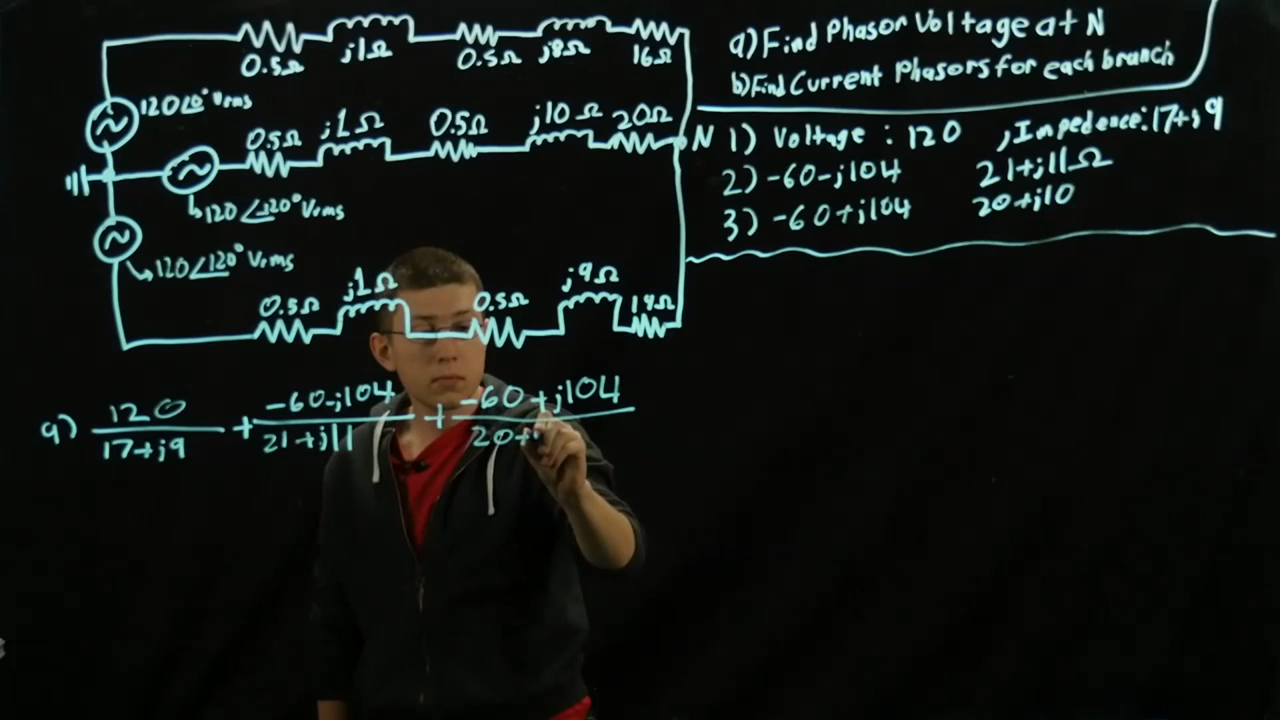 0.5Ω j1Ω 0.5Ω j8Ω 16Ω
120∠0° Vrms
0.5Ω j1Ω 0.5Ω j10Ω 20Ω N
120∠120° Vrms
120∠120° Vrms
0.5Ω j1Ω 0.5Ω j9Ω 19Ω
a) Find Phasor Voltage at N
b) Find Current Phasors for each branch
1) Voltage : 120 , Impedence: 17+j9
2) -60-j104 21+j11Ω
3) -60+j104 20+j10
a) 120 / 17+j9 + -60-j104 / 21+j11 + -60+j104 / 20+